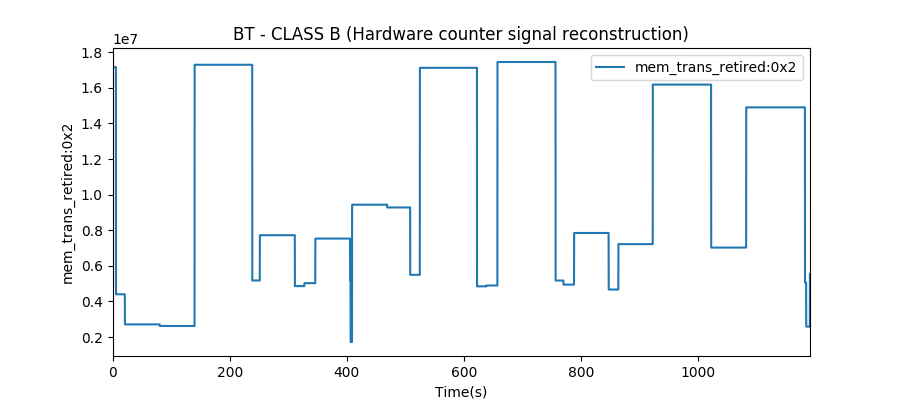 BT - CLASS B (Hardware counter signal reconstruction)
1e7
mem_trans_retired:0x2
1.8
1.6
1.4
1.2
1.0
0.8
0.6
0.4
0.2
mem_trans_retired:0x2
0 200 400 600 800 1000
Time(s)